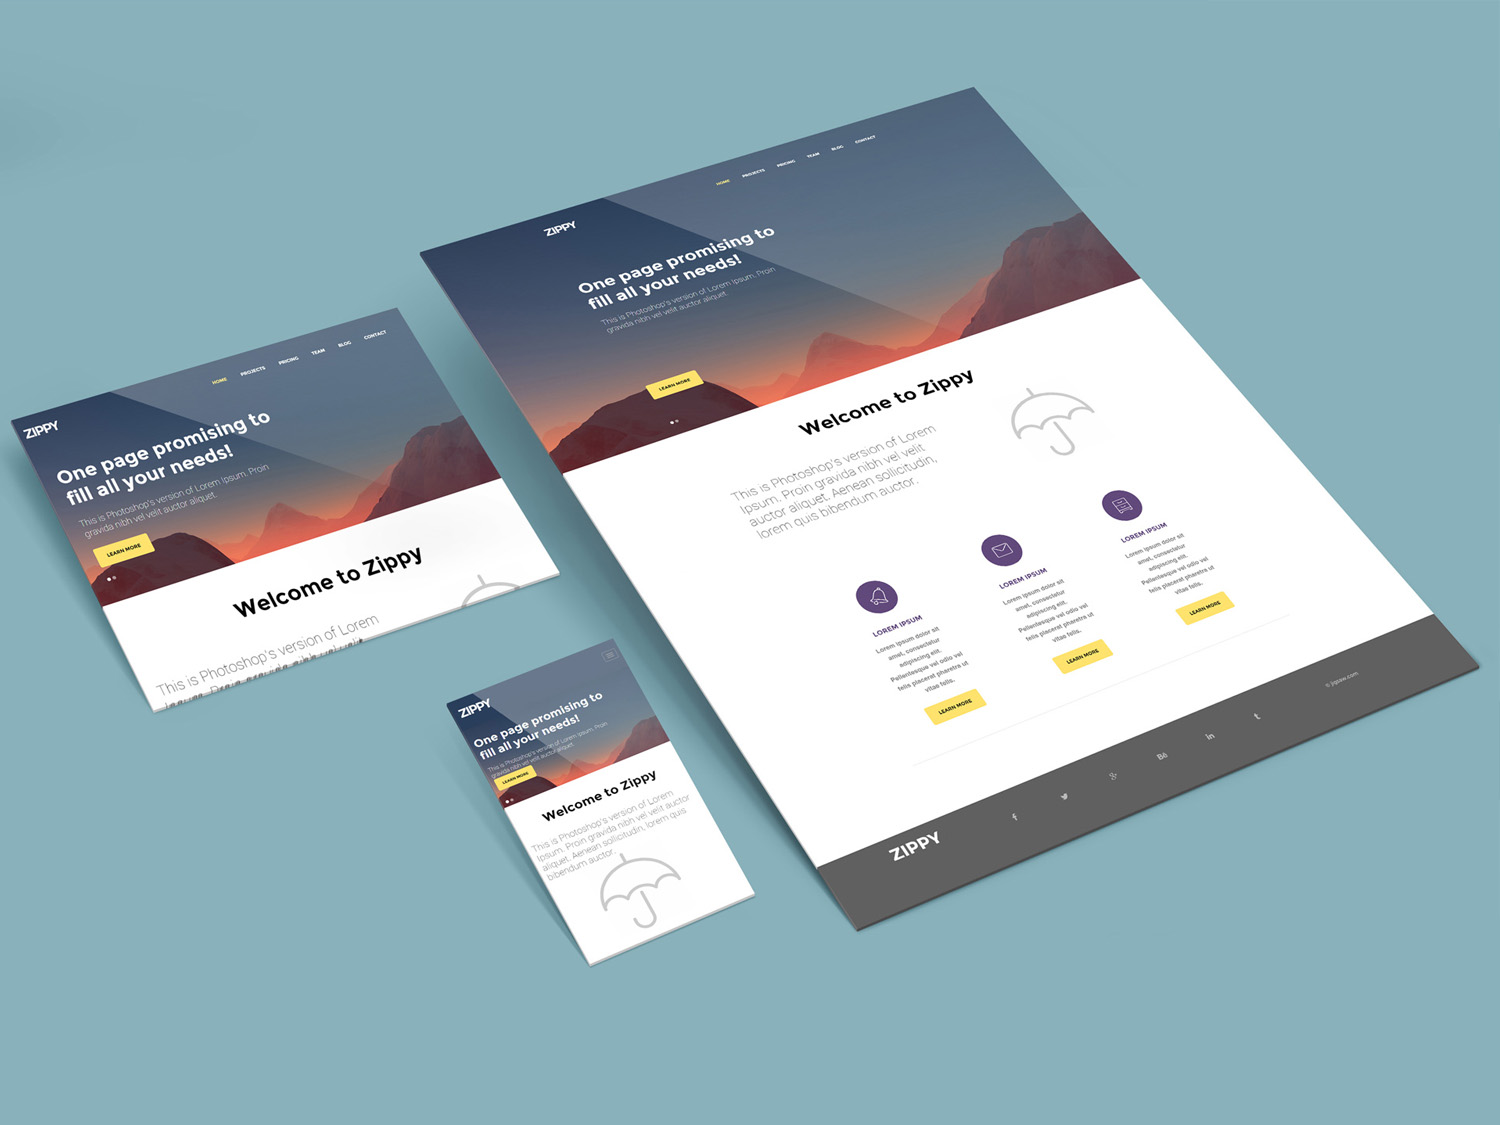 HOME PROJECTS PRICING TEAM BLOG CONTACT
ZIPPY
One page promising to
fill all your needs!
This is Photoshop's version of Lorem Ipsum. Proin
gravida nibh vel velit auctor aliquet.
LEARN MORE
Welcome to Zippy
This is Photoshop's version of Lorem
ZIPPY
One page promising to
fill all your needs!
This is Photoshop's version of Lorem Ipsum. Proin
gravida nibh vel velit auctor aliquet.
LEARN MORE
Welcome to Zippy
This is Photoshop's version of Lorem
Ipsum. Proin gravida nibh vel velit auctor
aliquet. Aenean sollicitudin, lorem quis
bibendum auctor.
HOME PROJECTS PRICING TEAM BLOG CONTACT
ZIPPY
One page promising to
fill all your needs!
This is Photoshop's version of Lorem Ipsum. Proin
gravida nibh vel velit auctor aliquet.
LEARN MORE
Welcome to Zippy
This is Photoshop's version of Lorem
Ipsum. Proin gravida nibh vel velit
auctor aliquet. Aenean sollicitudin,
lorem quis bibendum auctor.
LOREM IPSUM
Lorem ipsum dolor sit
amet, consectetur
adipiscing elit.
Pellentesque vel odio vel
felis placerat pharetra ut
vitae felis.
LEARN MORE
LOREM IPSUM
Lorem ipsum dolor sit
amet, consectetur
adipiscing elit.
Pellentesque vel odio vel
felis placerat pharetra ut
vitae felis.
LEARN MORE
LOREM IPSUM
Lorem ipsum dolor sit
amet, consectetur
adipiscing elit.
Pellentesque vel odio vel
felis placerat pharetra ut
vitae felis.
LEARN MORE
ZIPPY